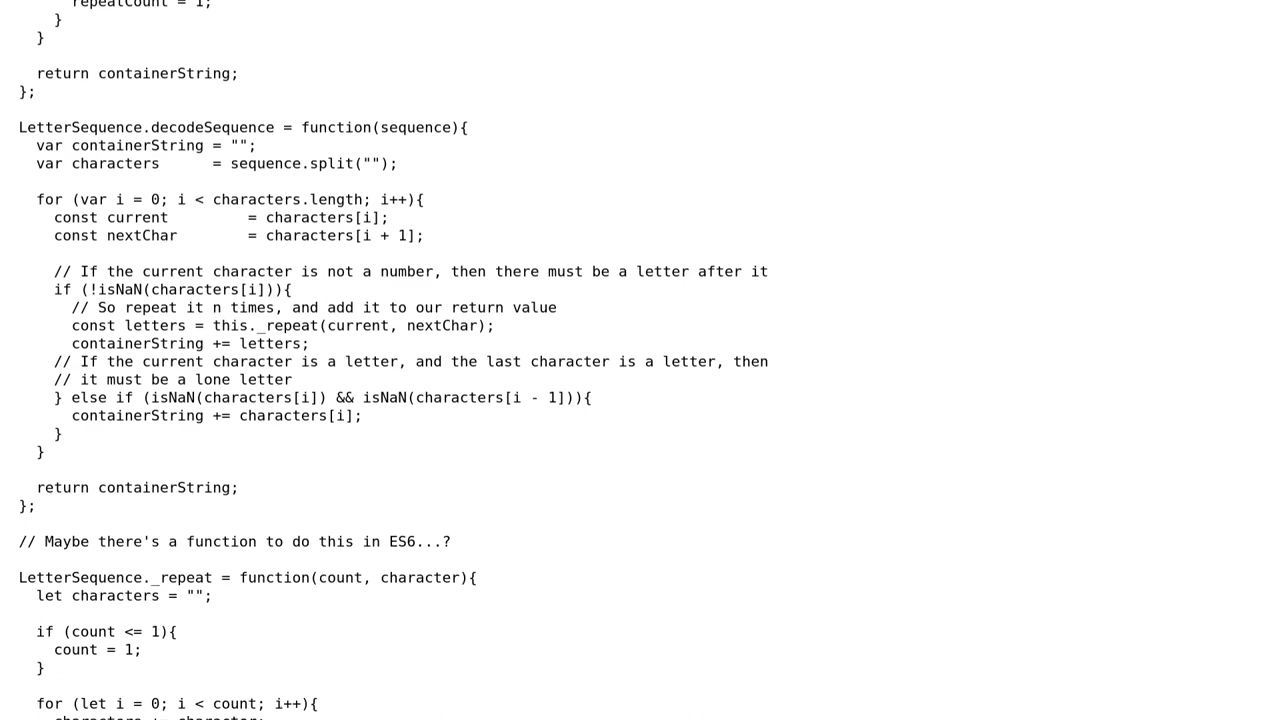 repeatCount = 1;
    }
  }

  return containerString;
};

LetterSequence.decodeSequence = function(sequence){
  var containerString = "";
  var characters      = sequence.split("");

  for (var i = 0; i < characters.length; i++){
    const current         = characters[i];
    const nextChar        = characters[i + 1];

    // If the current character is not a number, then there must be a letter after it
    if (!isNaN(characters[i])){
      // So repeat it n times, and add it to our return value
      const letters = this._repeat(current, nextChar);
      containerString += letters;
    // If the current character is a letter, and the last character is a letter, then
    // it must be a lone letter
    } else if (isNaN(characters[i]) && isNaN(characters[i - 1])){
      containerString += characters[i];
    }
  }

  return containerString;
};

// Maybe there's a function to do this in ES6...?

LetterSequence._repeat = function(count, character){
  let characters = "";

  if (count <= 1){
    count = 1;
  }

  for (let i = 0; i < count; i++){
      characters += character;